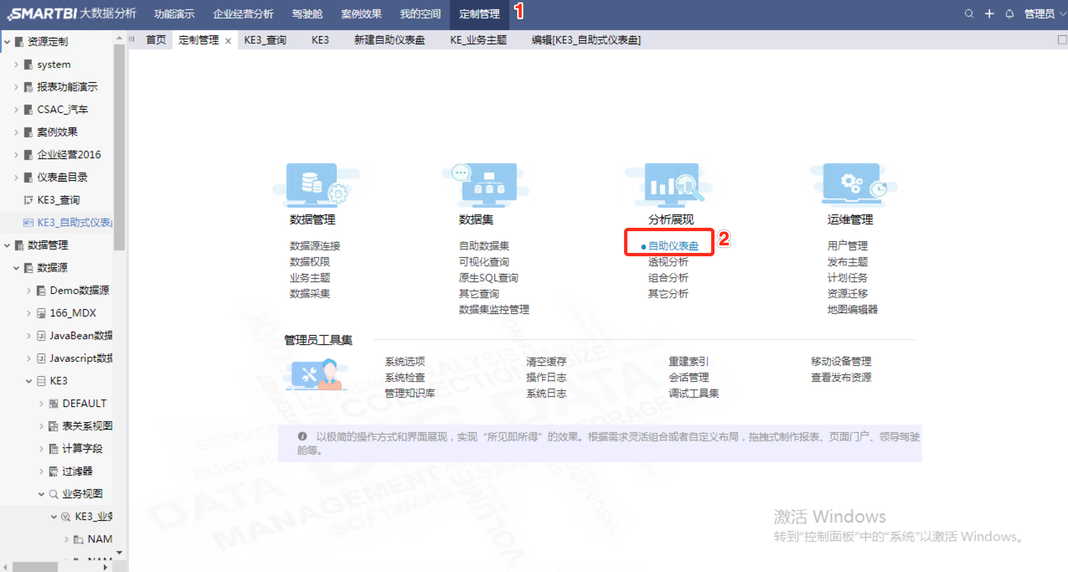 SMARTBI 大数据分析 功能演示 企业经营分析 驾驶舱 案例效果 我的空间 定制管理 1 管理员
首页 定制管理 × KE3_查询 KE3 新建自助仪表盘 KE_业务主题 编辑[KE3_自助式仪表盘]
资源定制
system
报表功能演示
CSAC_汽车
案例效果
企业经营2016
仪表盘目录
KE3_查询
KE3_自助式仪表
数据管理
数据源
Demo数据源
166_MDX
JavaBean数据
Javascript数据
KE3
DEFAULT
表关系视图
计算字段
过滤器
业务视图
KE3_业务
NAM
NAM
数据管理
数据源连接
数据权限
业务主题
数据采集
数据集
自助数据集
可视化查询
原生SQL查询
其它查询
数据集监控管理
分析展现
自助仪表盘 2
透视分析
组合分析
其它分析
运维管理
用户管理
发布主题
计划任务
资源迁移
地图编辑器
管理员工具集
系统选项 清空缓存 重建索引 移动设备管理
系统检查 操作日志 会话管理 查看发布资源
管理知识库 系统日志 调试工具集
以极简的操作方式和界面展现，实现“所见即所得”的效果。根据需求灵活组合或者自定义布局，拖拽式制作报表、页面门户、领导驾驶
舱等。
DATA
MANAGEMENT
SOFTWARE
VOLUME
激活 Windows
转到"控制面板"中的"系统"以激活 Windows。